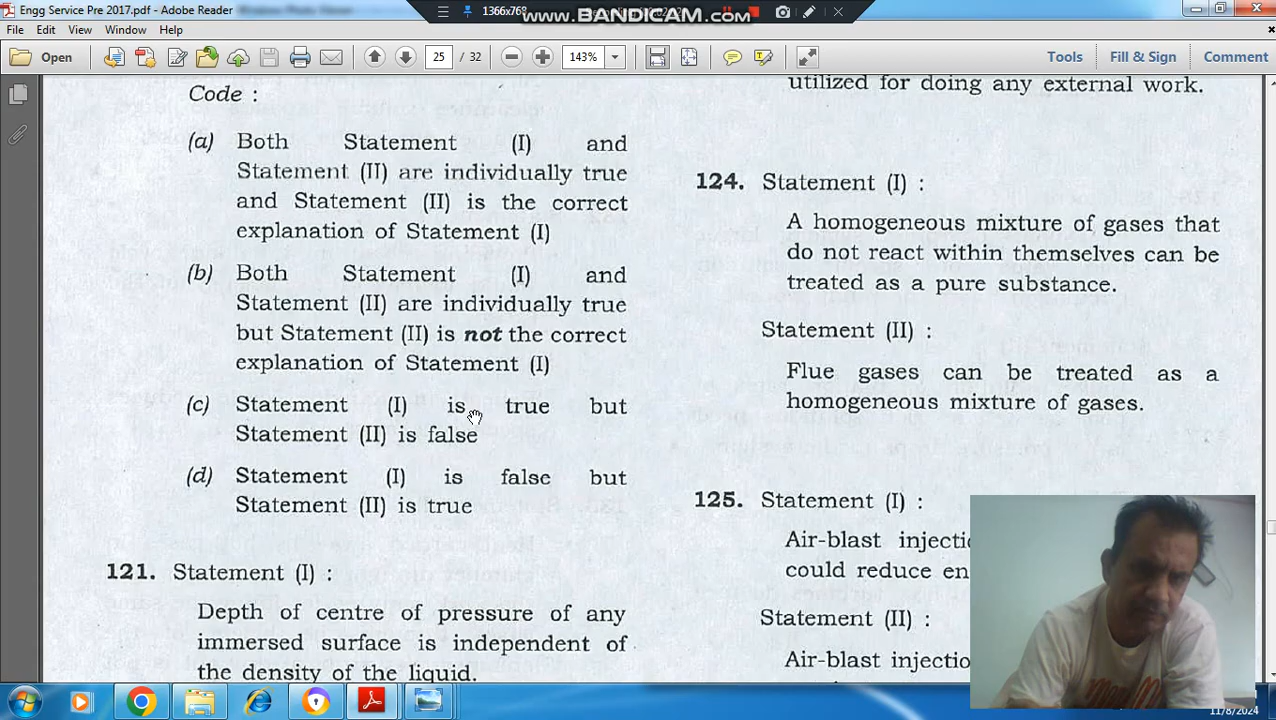 Engg Service Pre 2017.pdf - Adobe Reader
1366x768
www.BANDICAM.com
File Edit View Window Help
Open 25 / 32 143% Tools Fill & Sign Comment
Code :
(a) Both Statement (I) and
Statement (II) are individually true
and Statement (II) is the correct
explanation of Statement (I)
(b) Both Statement (I) and
Statement (II) are individually true
but Statement (II) is not the correct
explanation of Statement (I)
(c) Statement (I) is true but
Statement (II) is false
(d) Statement (I) is false but
Statement (II) is true
121. Statement (I) :
Depth of centre of pressure of any
immersed surface is independent of
the density of the liquid.
utilized for doing any external work.
124. Statement (I) :
A homogeneous mixture of gases that
do not react within themselves can be
treated as a pure substance.
Statement (II) :
Flue gases can be treated as a
homogeneous mixture of gases.
125. Statement (I) :
Air-blast injectio
could reduce en
Statement (II) :
Air-blast injectio
11/8/2024